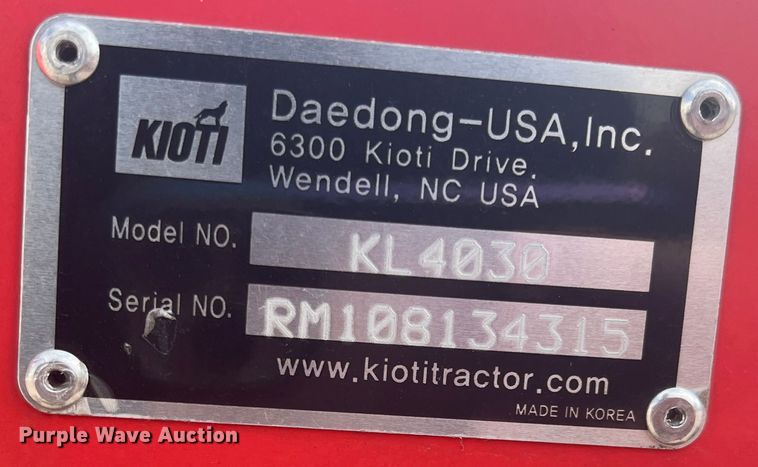 KIOTI
Daedong-USA, Inc.
6300 Kioti Drive.
Wendell, NC USA
Model NO. KL4030
Serial NO. RM108134315
www.kiotitractor.com
MADE IN KOREA
Purple Wave Auction